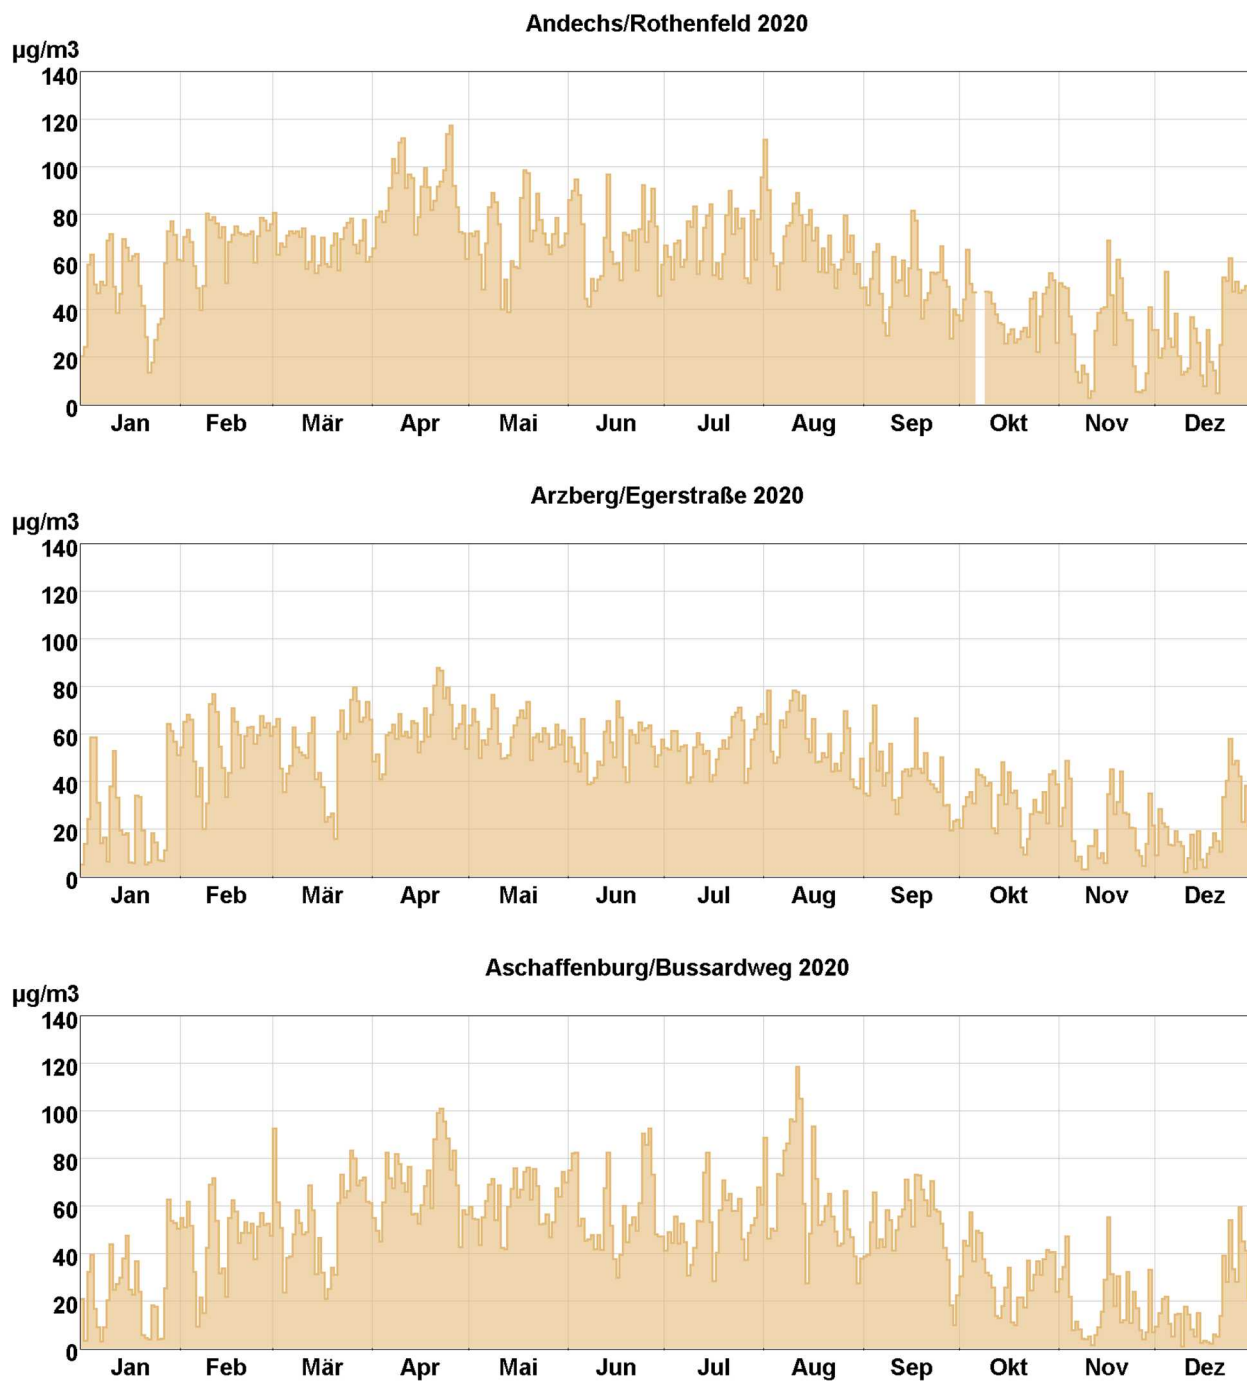 Andechs/Rothenfeld 2020
µg/m3
140
120
100
80
60
40
20
0
Jan Feb Mär Apr Mai Jun Jul Aug Sep Okt Nov Dez
Arzberg/Egerstraße 2020
µg/m3
140
120
100
80
60
40
20
0
Jan Feb Mär Apr Mai Jun Jul Aug Sep Okt Nov Dez
Aschaffenburg/Bussardweg 2020
µg/m3
140
120
100
80
60
40
20
0
Jan Feb Mär Apr Mai Jun Jul Aug Sep Okt Nov Dez